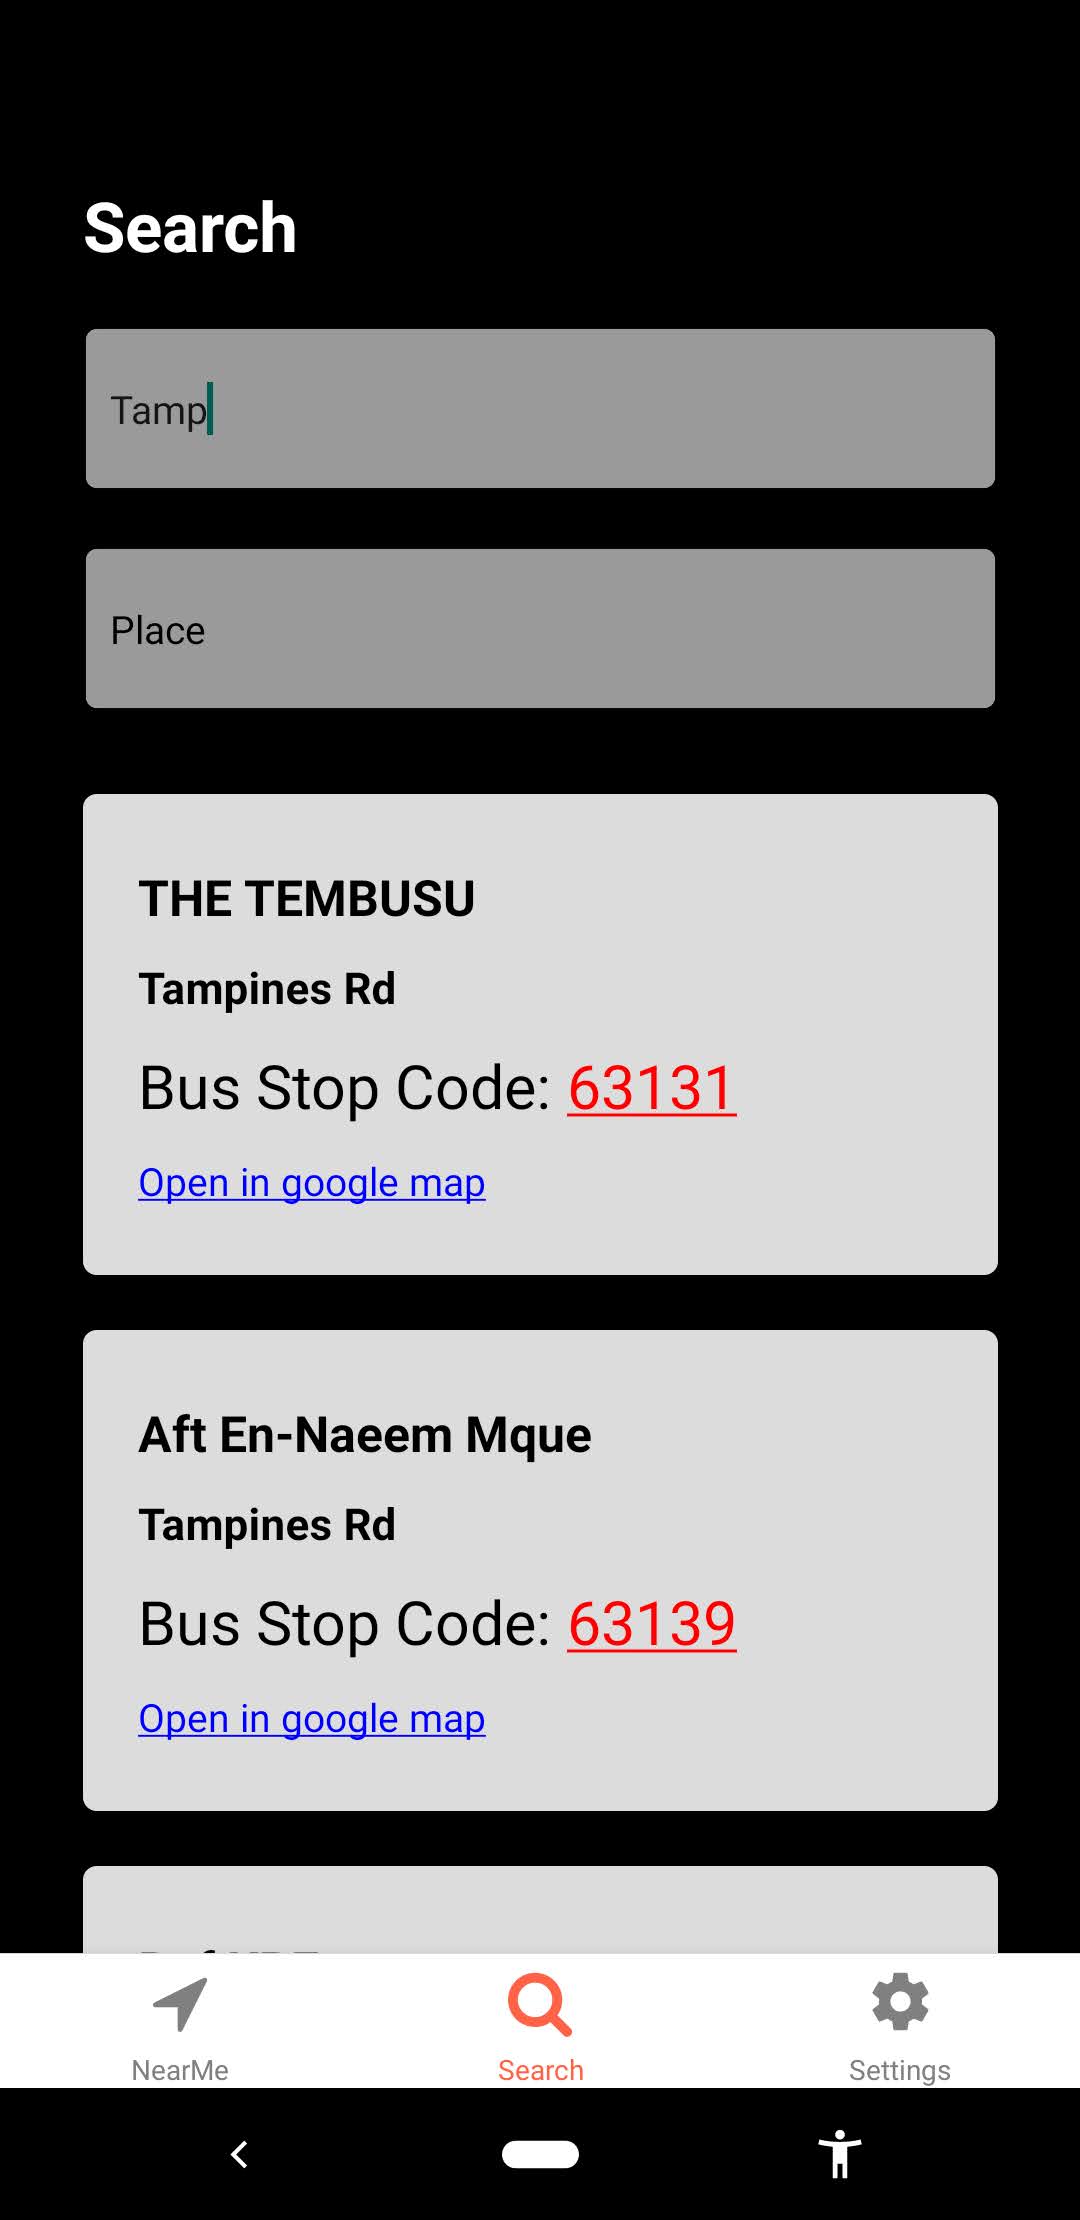 Search
Tamp
Place
THE TEMBUSU
Tampines Rd
Bus Stop Code: 63131
Open in google map
Aft En-Naeem Mque
Tampines Rd
Bus Stop Code: 63139
Open in google map
NearMe
Search
Settings